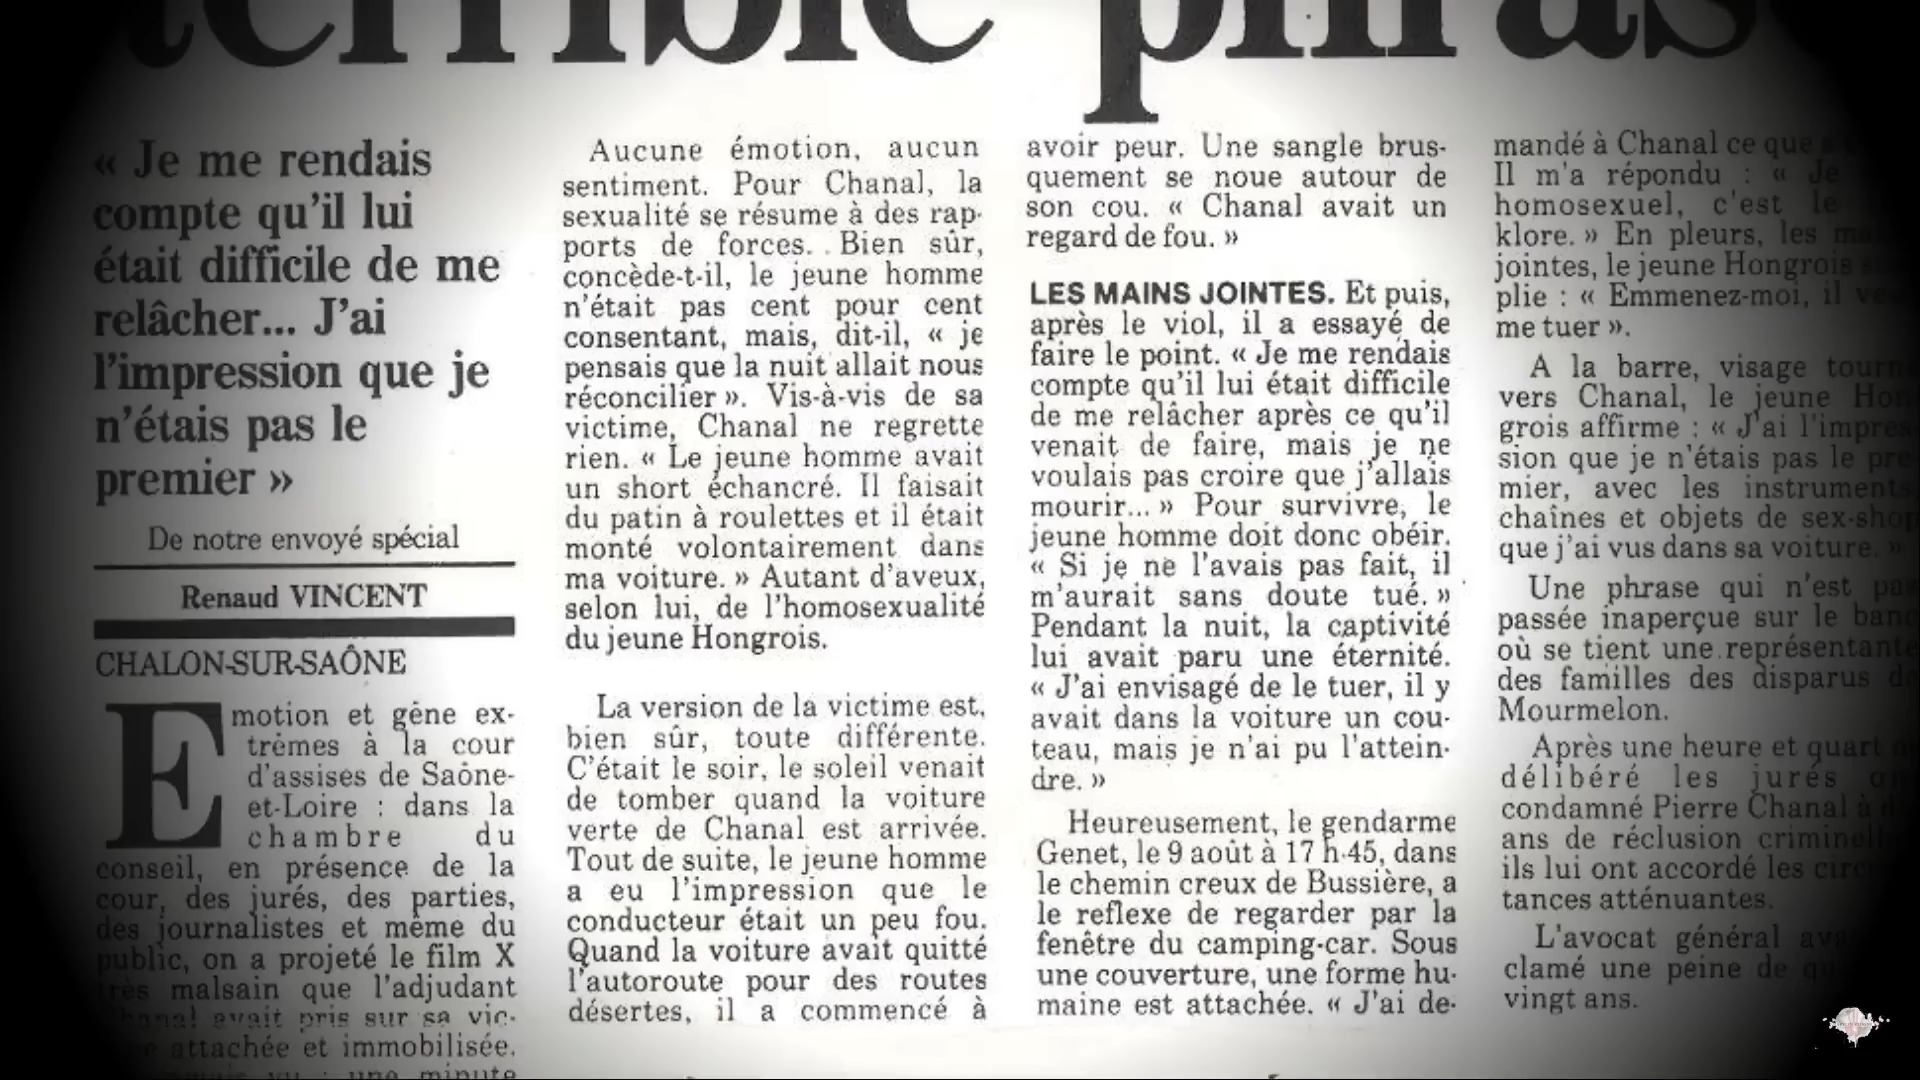 terrible phras
« Je me rendais
compte qu'il lui
était difficile de me
relâcher... J'ai
l'impression que je
n'étais pas le
premier »
De notre envoyé spécial
Renaud VINCENT
CHALON-SUR-SAÔNE
Emotion et gêne ex-
trêmes à la cour
d'assises de Saône-
et-Loire : dans la
chambre du
conseil, en présence de la
cour, des jurés, des parties,
des journalistes et même du
public, on a projeté le film X
très malsain que l'adjudant
Chanal avait pris sur sa vic-
attachée et immobilisée.
vu : une minute
Aucune émotion, aucun
sentiment. Pour Chanal, la
sexualité se résume à des rap-
ports de forces. Bien sûr,
concède-t-il, le jeune homme
n'était pas cent pour cent
consentant, mais, dit-il, « je
pensais que la nuit allait nous
réconcilier ». Vis-à-vis de sa
victime, Chanal ne regrette
rien. « Le jeune homme avait
un short échancré. Il faisait
du patin à roulettes et il était
monté volontairement dans
ma voiture. » Autant d'aveux,
selon lui, de l'homosexualité
du jeune Hongrois.
La version de la victime est,
bien sûr, toute différente.
C'était le soir, le soleil venait
de tomber quand la voiture
verte de Chanal est arrivée.
Tout de suite, le jeune homme
a eu l'impression que le
conducteur était un peu fou.
Quand la voiture avait quitté
l'autoroute pour des routes
désertes, il a commencé à
avoir peur. Une sangle brus-
quement se noue autour de
son cou. « Chanal avait un
regard de fou. »
LES MAINS JOINTES. Et puis,
après le viol, il a essayé de
faire le point. « Je me rendais
compte qu'il lui était difficile
de me relâcher après ce qu'il
venait de faire, mais je ne
voulais pas croire que j'allais
mourir... » Pour survivre, le
jeune homme doit donc obéir.
« Si je ne l'avais pas fait, il
m'aurait sans doute tué. »
Pendant la nuit, la captivité
lui avait paru une éternité.
« J'ai envisagé de le tuer, il y
avait dans la voiture un cou-
teau, mais je n'ai pu l'attein-
dre. »
Heureusement, le gendarme
Genet, le 9 août à 17 h 45, dans
le chemin creux de Bussière, a
le reflexe de regarder par la
fenêtre du camping-car. Sous
une couverture, une forme hu-
maine est attachée. « J'ai de-
mandé à Chanal ce que
Il m'a répondu : « Je
homosexuel, c'est le
klore. » En pleurs, les
jointes, le jeune Hongrois
plie : « Emmenez-moi, il
me tuer ».
A la barre, visage tourn
vers Chanal, le jeune Hon-
grois affirme : « J'ai l'impres-
sion que je n'étais pas le pre-
mier, avec les instruments,
chaînes et objets de sex-shop
que j'ai vus dans sa voiture. »
Une phrase qui n'est pas
passée inaperçue sur le banc
où se tient une représentante
des familles des disparus de
Mourmelon.
Après une heure et quart
délibéré les jurés
condamné Pierre Chanal à
ans de réclusion criminel
ils lui ont accordé les circ
tances atténuantes.
L'avocat général
clamé une peine de
vingt ans.